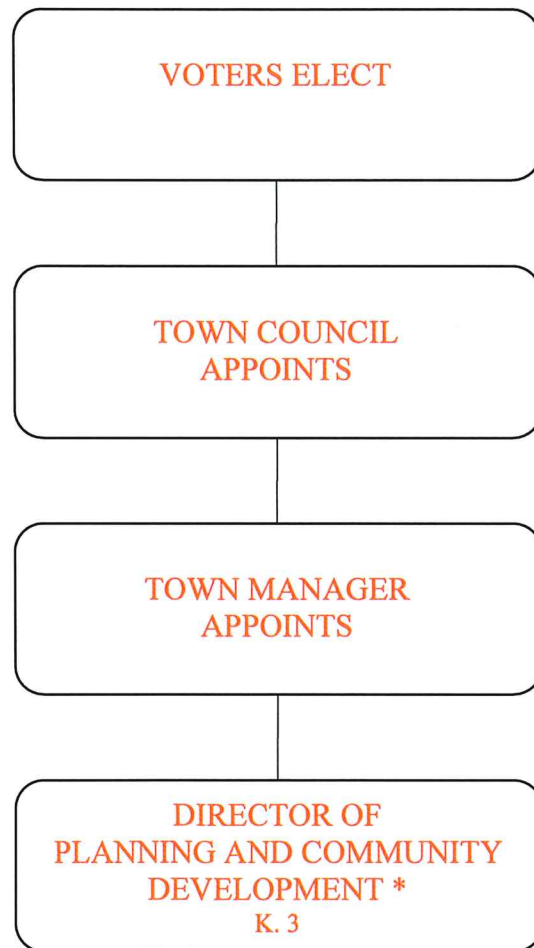 VOTERS ELECT
TOWN COUNCIL
APPOINTS
TOWN MANAGER
APPOINTS
DIRECTOR OF
PLANNING AND COMMUNITY
DEVELOPMENT *
K. 3